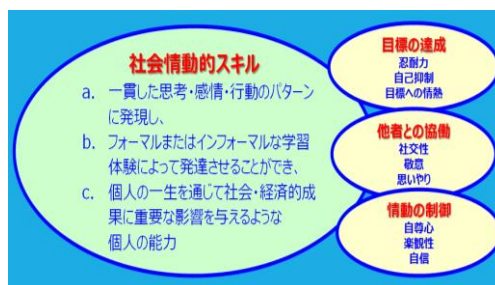 社会情動的スキル
a. 一貫した思考・感情・行動のパターン
に発現し、
b. フォーマルまたはインフォーマルな学習
体験によって発達させることができ、
c. 個人の一生を通じて社会・経済的成
果に重要な影響を与えるような
個人の能力
目標の達成
忍耐力
自己抑制
目標への情熱
他者との協働
社交性
敬意
思いやり
情動の制御
自尊心
楽観性
自信